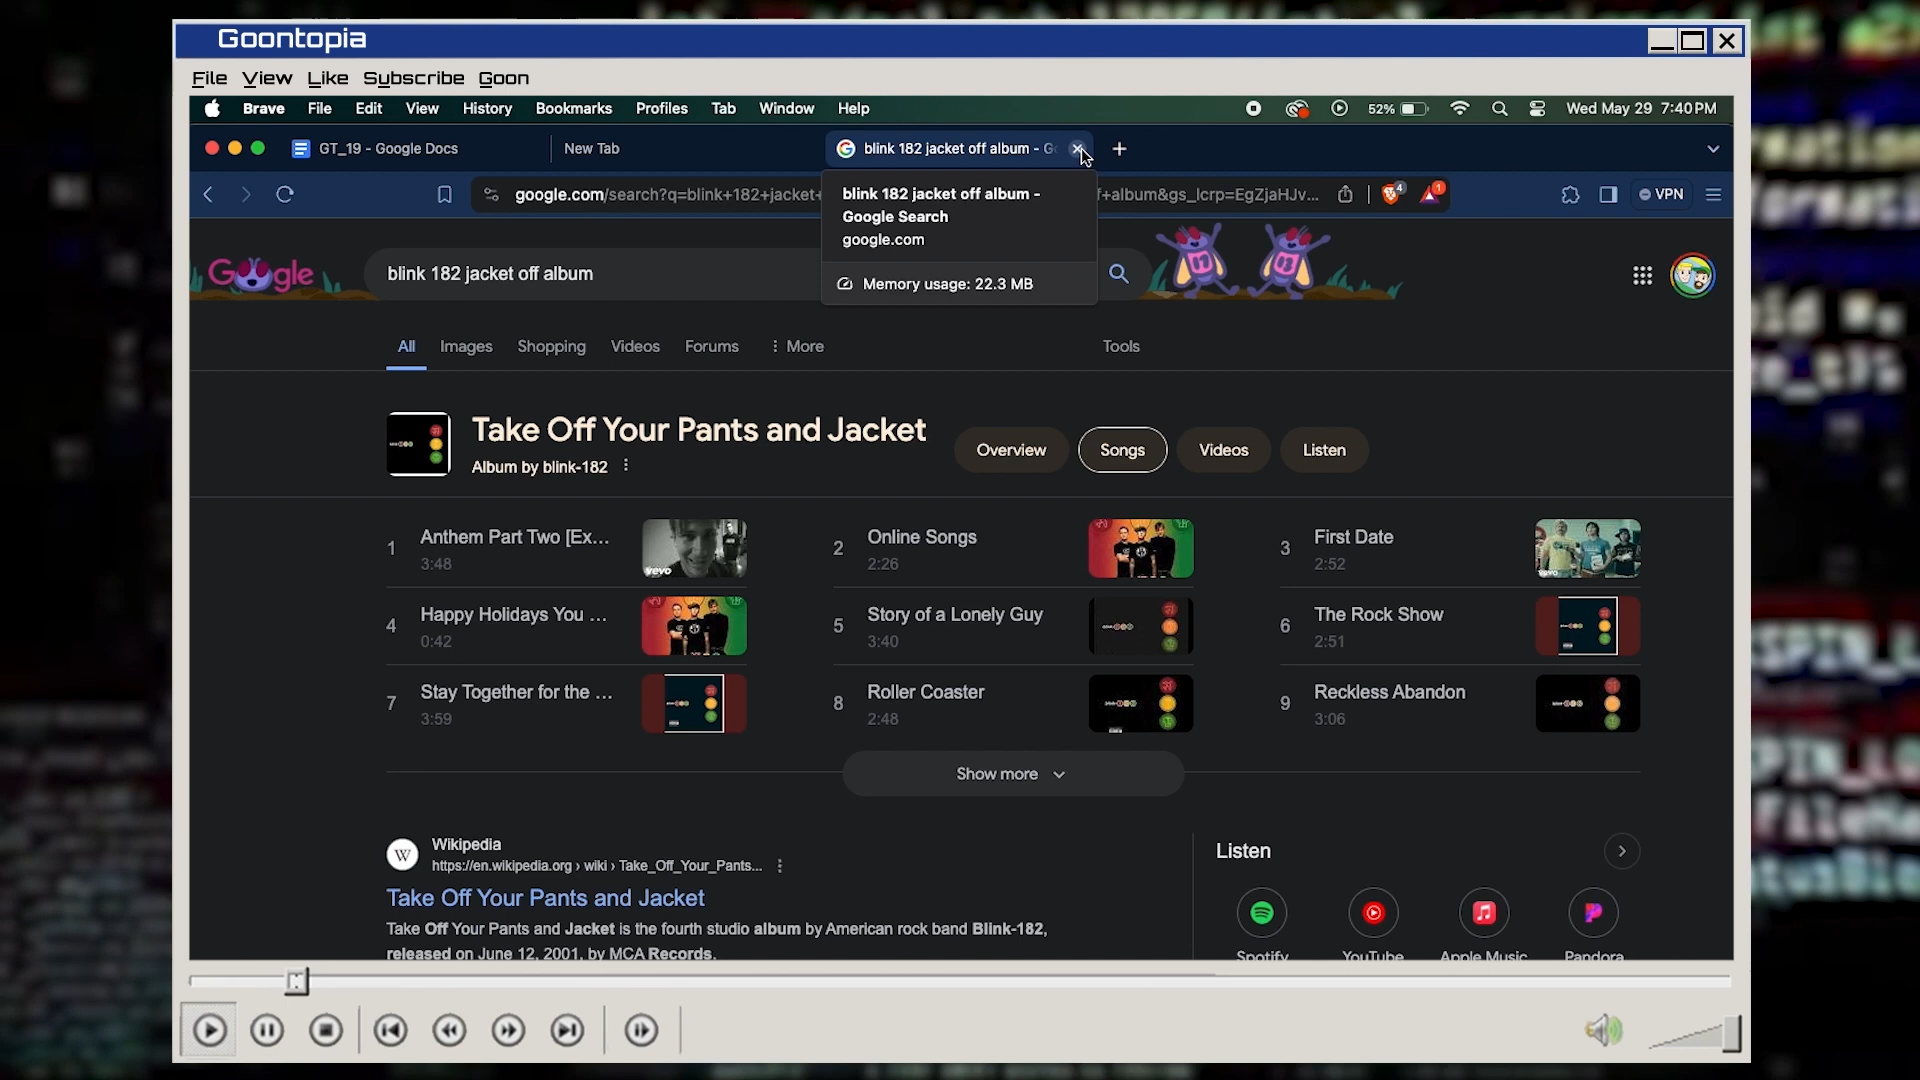 Goontopia
File View Like Subscribe Goon
Brave File Edit View History Bookmarks Profiles Tab Window Help 52% Wed May 29 7:40 PM
GT_19 - Google Docs New Tab blink 182 jacket off album - Go
google.com/search?q=blink+182+jacket+ f+album&gs_lcrp=EgZjaHJv... 4 1 VPN
blink 182 jacket off album -
Google Search
google.com
Memory usage: 22.3 MB
Google blink 182 jacket off album
All Images Shopping Videos Forums More Tools
Take Off Your Pants and Jacket
Album by blink-182
Overview Songs Videos Listen
1 Anthem Part Two [Ex... 3:48
vevo
2 Online Songs 2:26
3 First Date 2:52
vevo
4 Happy Holidays You ... 0:42
5 Story of a Lonely Guy 3:40
6 The Rock Show 2:51
7 Stay Together for the ... 3:59
8 Roller Coaster 2:48
9 Reckless Abandon 3:06
Show more
W Wikipedia
https://en.wikipedia.org › wiki › Take_Off_Your_Pants...
Take Off Your Pants and Jacket
Take Off Your Pants and Jacket is the fourth studio album by American rock band Blink-182,
released on June 12, 2001, by MCA Records.
Listen
Spotify YouTube Apple Music Pandora